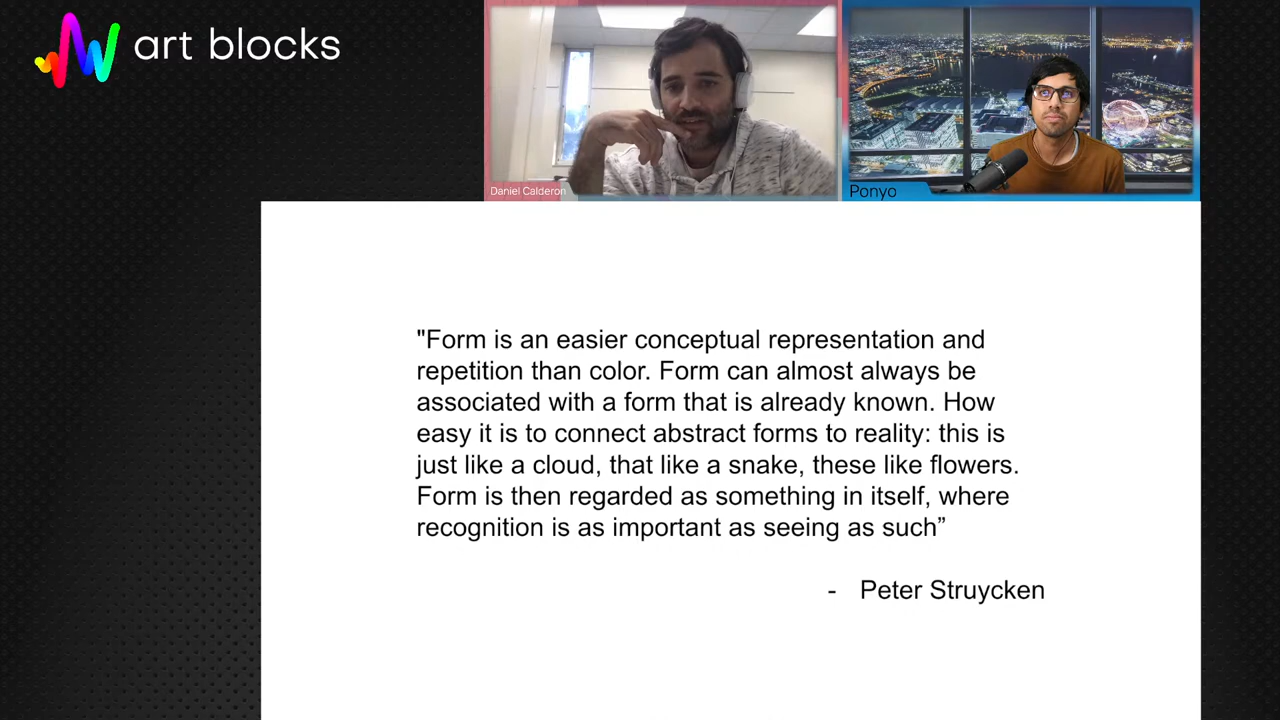 art blocks
Daniel Calderon
Ponyo
"Form is an easier conceptual representation and
repetition than color. Form can almost always be
associated with a form that is already known. How
easy it is to connect abstract forms to reality: this is
just like a cloud, that like a snake, these like flowers.
Form is then regarded as something in itself, where
recognition is as important as seeing as such”
- Peter Struycken